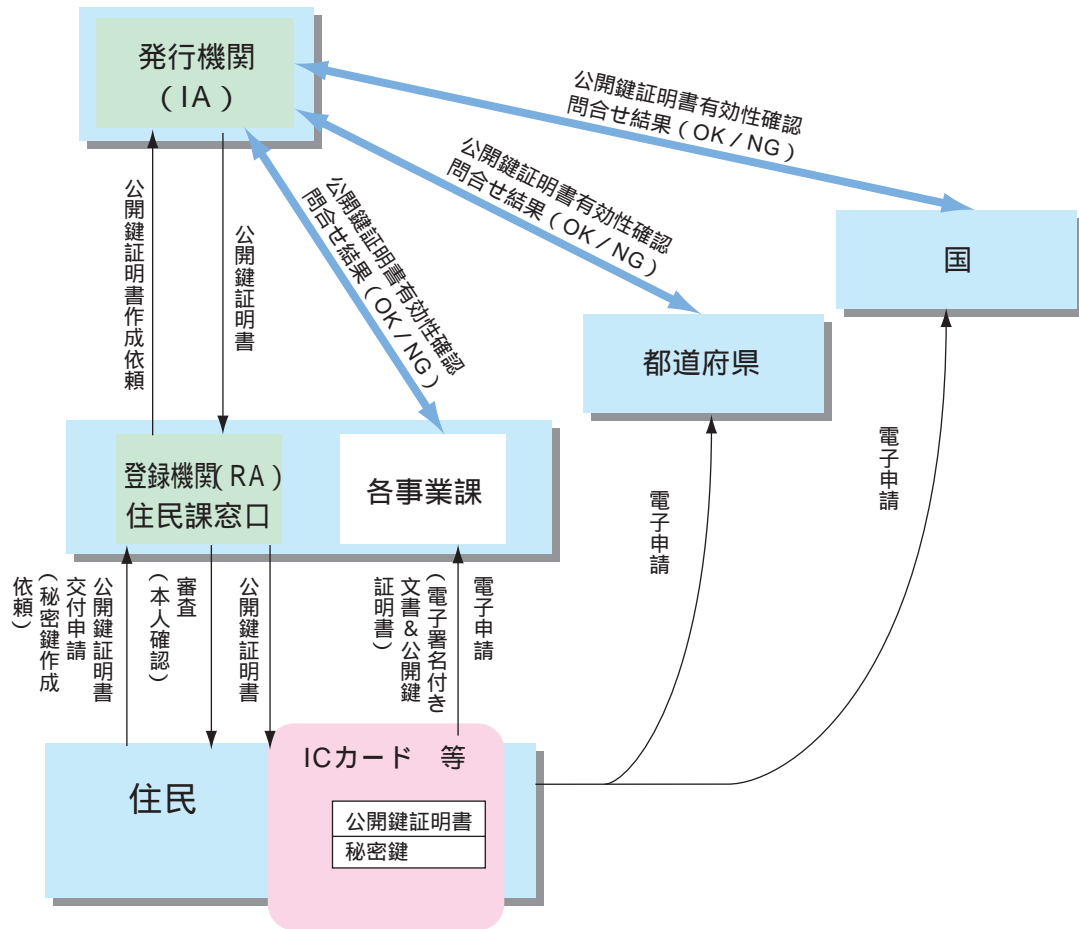 発行機関
(IA)
公開鍵証明書有効性確認
問合せ結果(OK/NG)
公開鍵証明書有効性確認
問合せ結果(OK/NG)
公開鍵証明書有効性確認
問合せ結果(OK/NG)
国
都道府県
公開鍵証明書作成依頼
公開鍵証明書
登録機関(RA)
住民課窓口
各事業課
電子申請
電子申請
公開鍵証明書
交付申請
(秘密鍵作成
依頼)
審査
(本人確認)
公開鍵証明書
電子申請
(電子署名付き
文書&公開鍵
証明書)
住民
ICカード 等
公開鍵証明書
秘密鍵